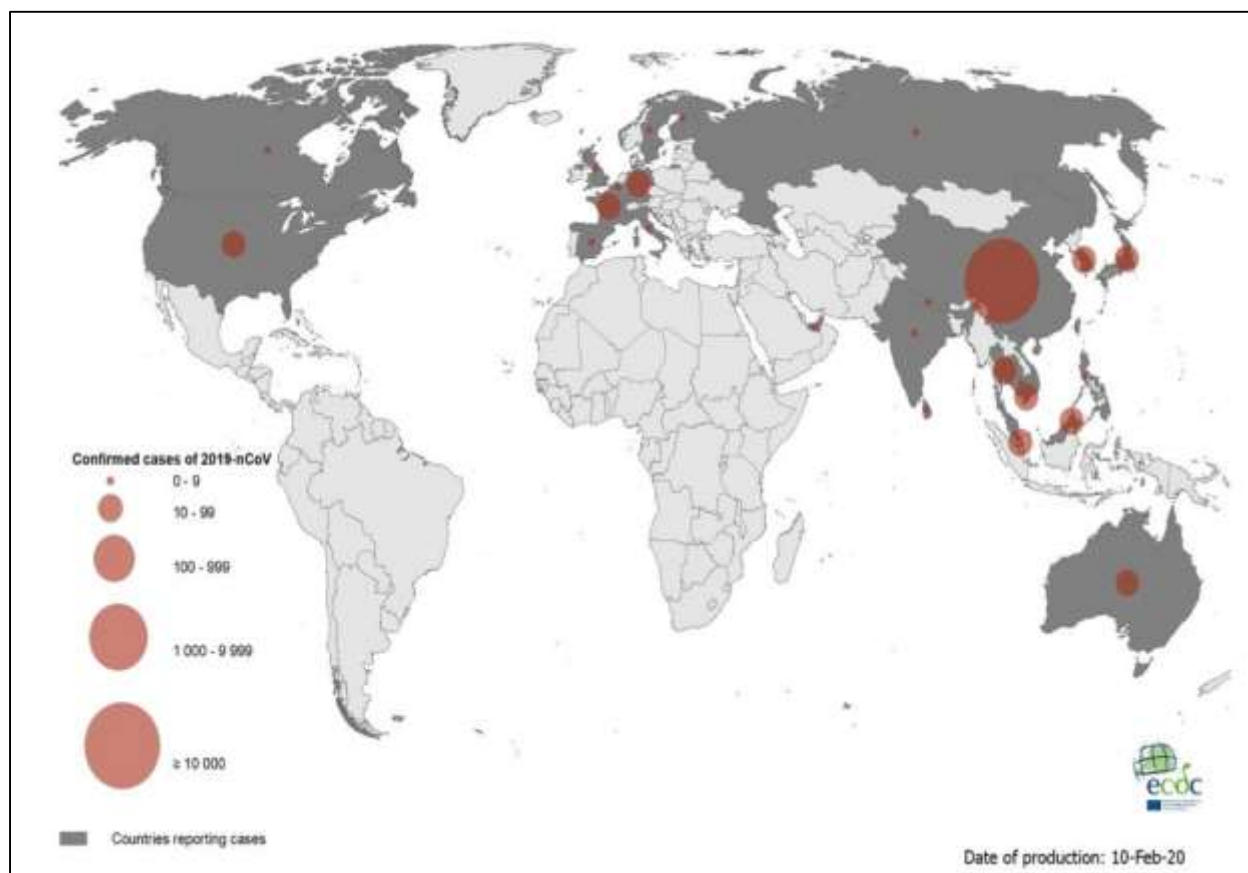 Confirmed cases of 2019-nCoV
0 - 9
10 - 99
100 - 999
1 000 - 9 999
≥ 10 000
Countries reporting cases
ecdc
Date of production: 10-Feb-20